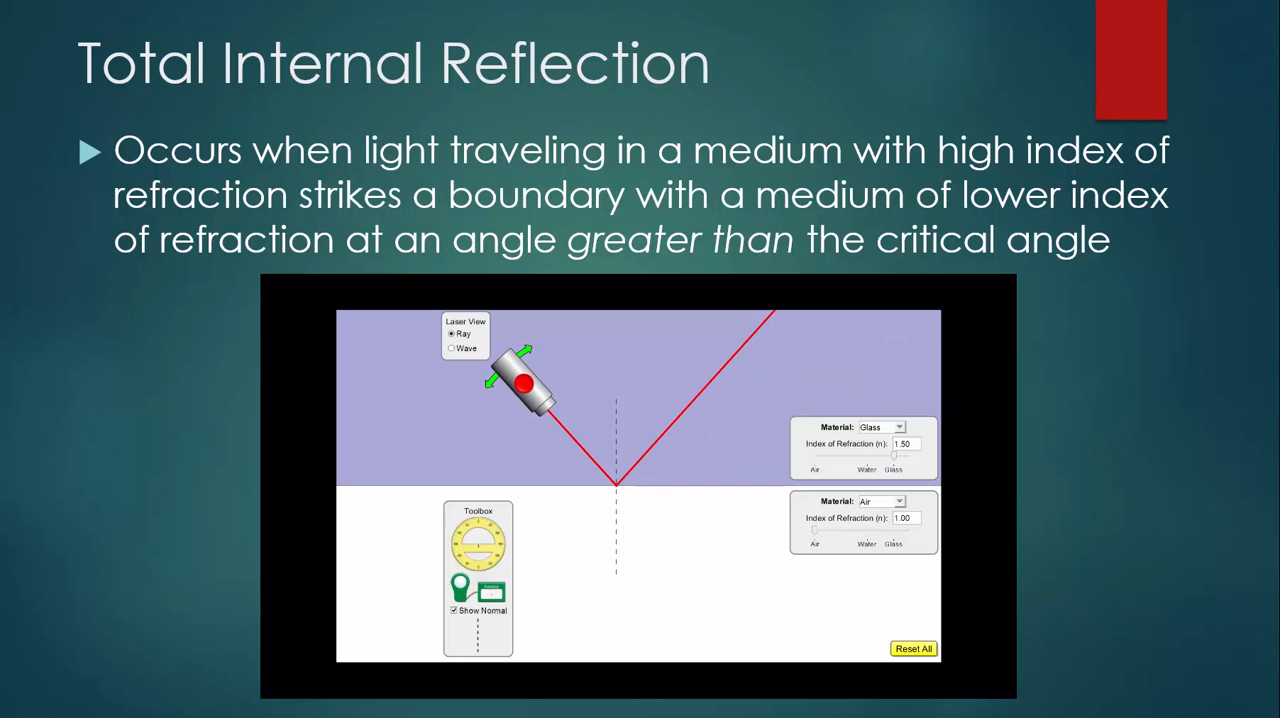 Total Internal Reflection
Occurs when light traveling in a medium with high index of
refraction strikes a boundary with a medium of lower index
of refraction at an angle greater than the critical angle
Laser View
Ray
Wave
Material: Glass
Index of Refraction (n): 1.50
Air Water Glass
Material: Air
Index of Refraction (n): 1.00
Air Water Glass
Toolbox
Show Normal
Reset All